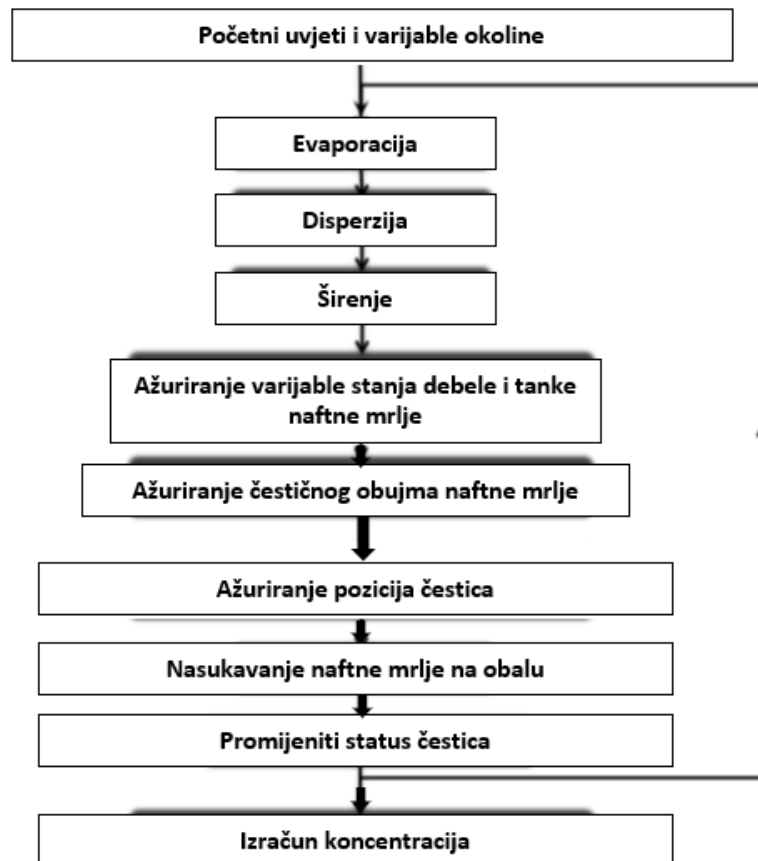 Početni uvjeti i varijable okoline
Evaporacija
Disperzija
Širenje
Ažuriranje varijable stanja debele i tanke
naftne mrlje
Ažuriranje čestičnog obujma naftne mrlje
Ažuriranje pozicija čestica
Nasukavanje naftne mrlje na obalu
Promijeniti status čestica
Izračun koncentracija